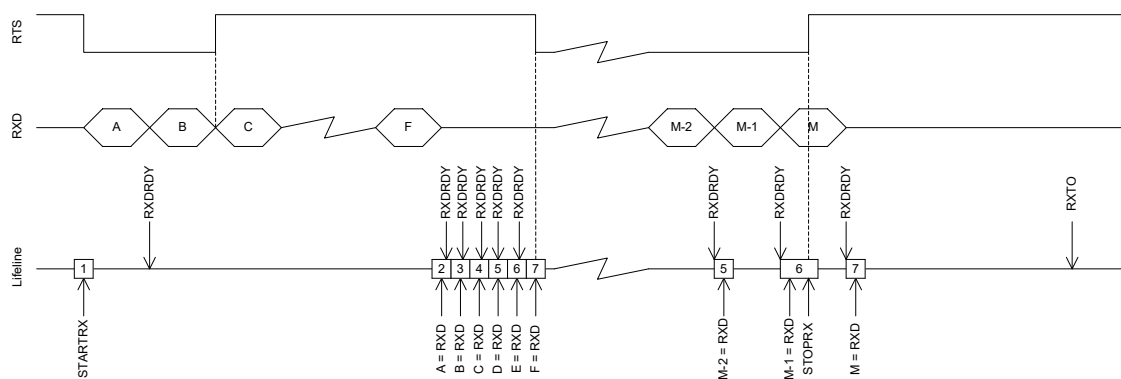 RTS
RXD
A
B
C
F
M-2
M-1
M
Lifeline
RXDRDY
RXDRDY
RXDRDY
RXDRDY
RXDRDY
RXDRDY
RXDRDY
RXDRDY
RXDRDY
RXTO
1
2
3
4
5
6
7
5
6
7
STARTRX
A = RXD
B = RXD
C = RXD
D = RXD
E = RXD
F = RXD
M-2 = RXD
M-1 = RXD
STOPRX
M = RXD